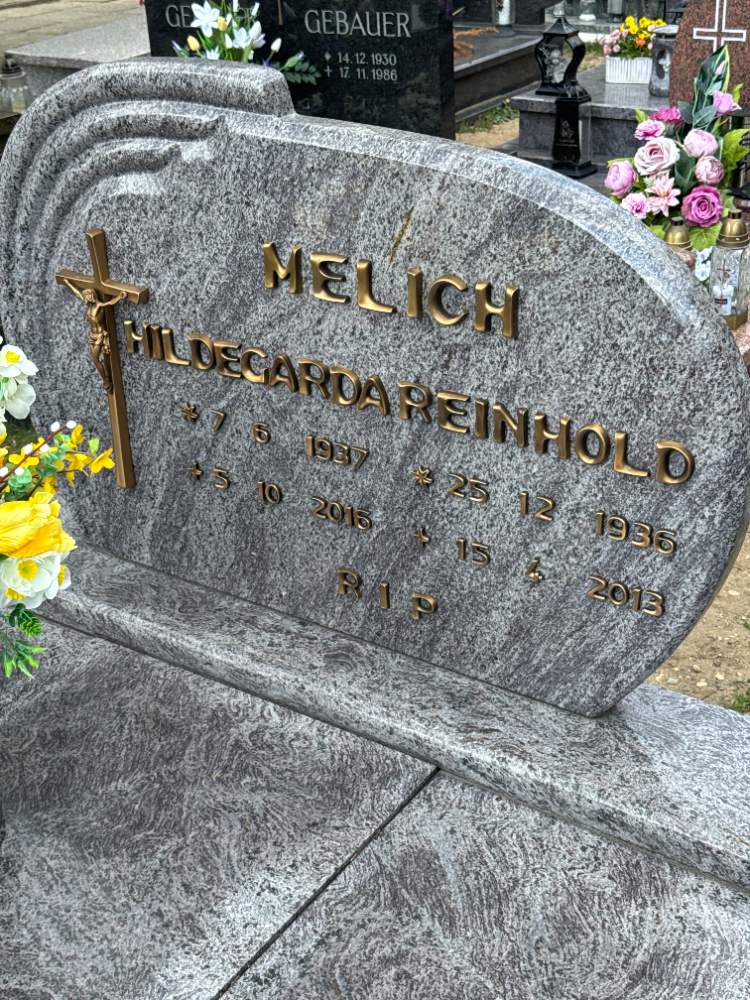 GEBAUER
* 14. 12. 1930
+ 17. 11. 1986
MELICH
HILDEGARDA REINHOLD
* 7 6 1937 * 25 12 1936
+ 5 10 2016 + 15 4 2013
R I P